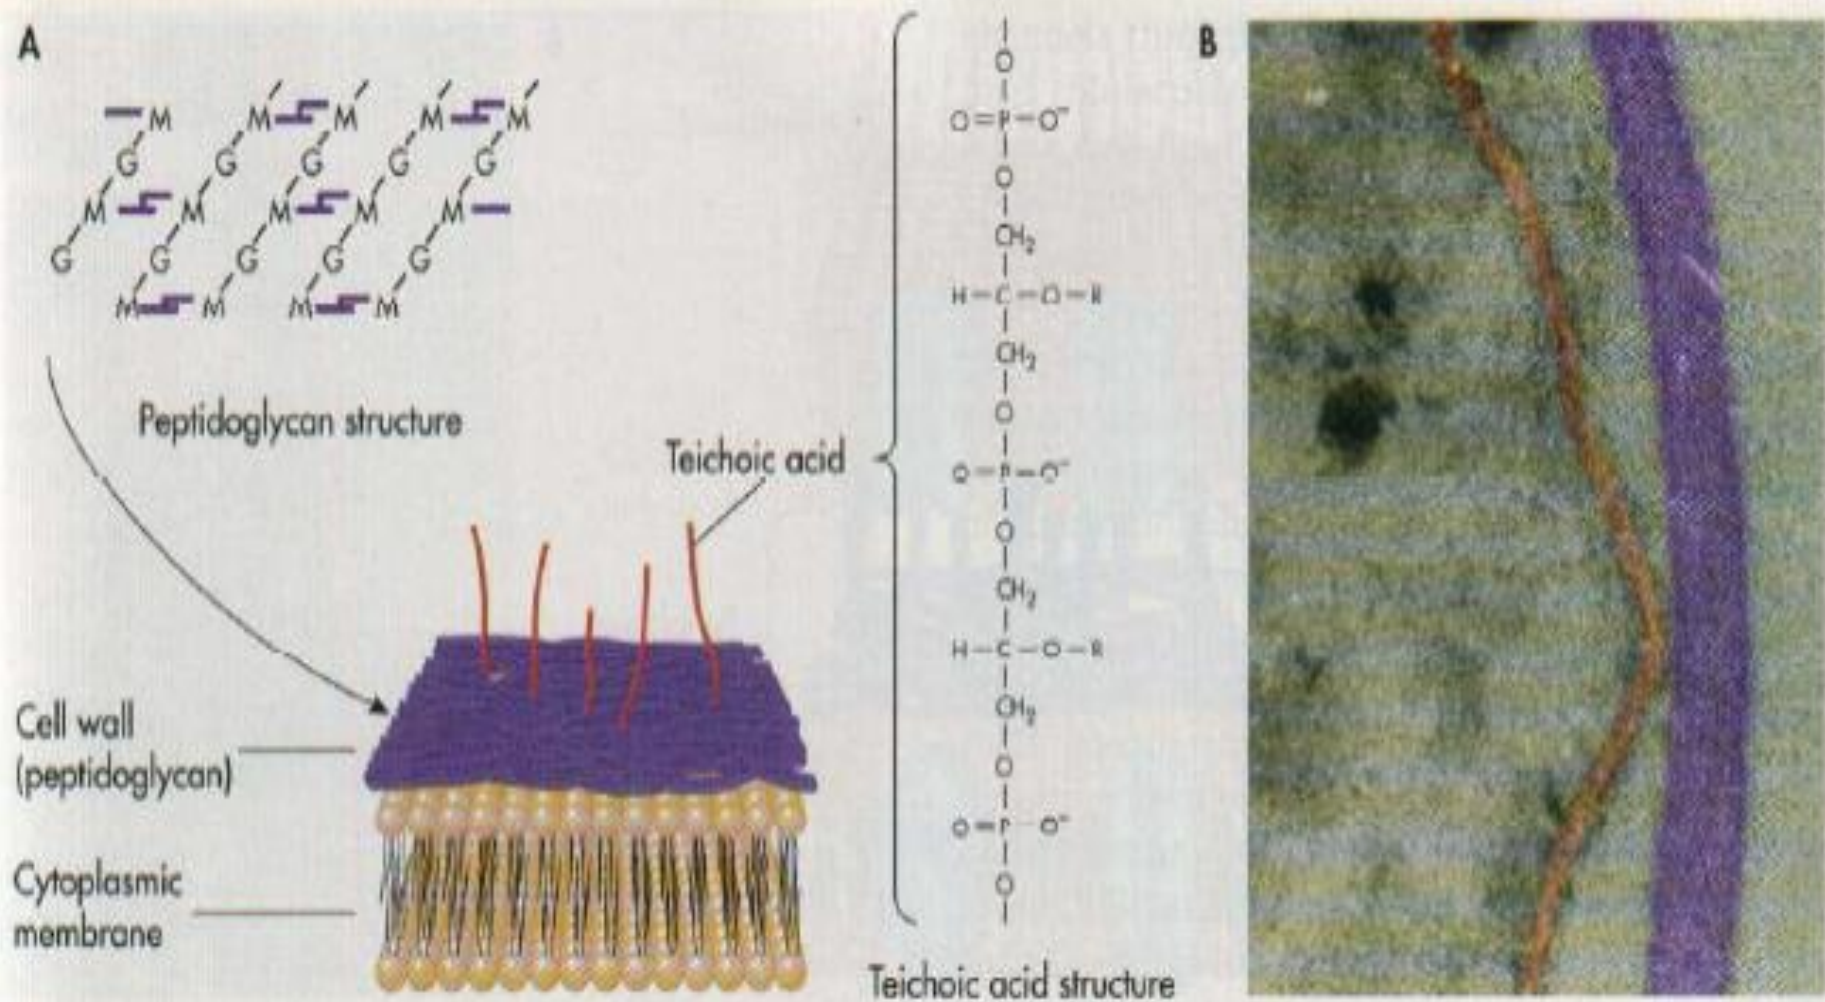 A
M M M M M
G G G G G
M M M M M
G G G G G
M M M M
Peptidoglycan structure
Teichoic acid
Cell wall
(peptidoglycan)
Cytoplasmic
membrane
O
O=P-O⁻
O
CH₂
H-C-O-R
CH₂
O
O=P-O⁻
O
CH₂
H-C-O-R
CH₂
O
O=P-O⁻
O
Teichoic acid structure
B